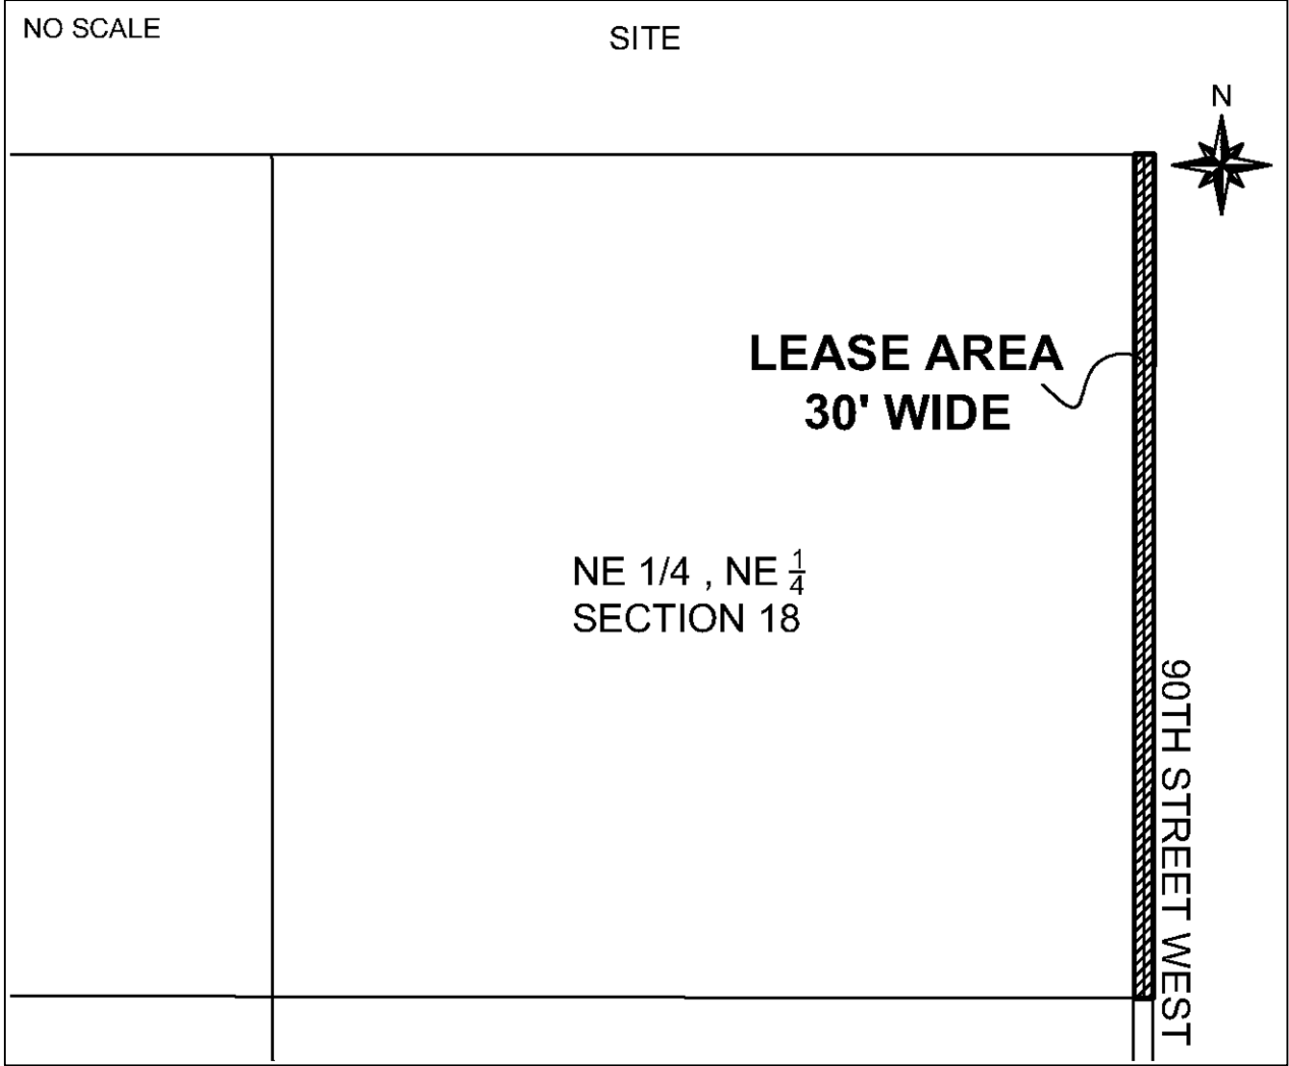 NO SCALE
SITE
N
LEASE AREA
30' WIDE
NE 1/4 , NE 1/4
SECTION 18
90TH STREET WEST